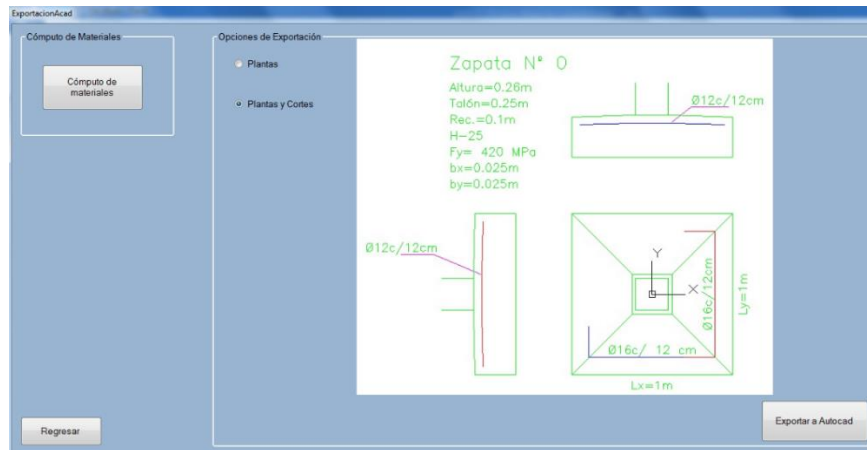 ExportacionAcad
Cómputo de Materiales
Cómputo de
materiales
Opciones de Exportación
Plantas
Plantas y Cortes
Zapata N° 0
Altura=0.26m
Talón=0.25m
Rec.=0.1m
H-25
Fy= 420 MPa
bx=0.025m
by=0.025m
Ø12c/12cm
Ø12c/12cm
Y
X
Ø16c/12cm
Ly=1m
Ø16c/ 12 cm
Lx=1m
Regresar
Exportar a Autocad